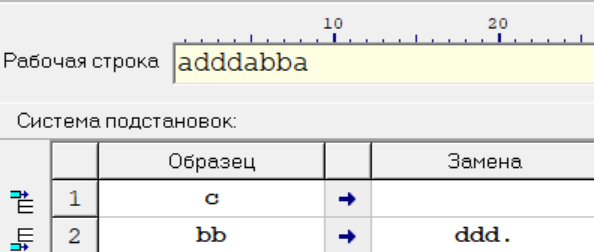 10 20
Рабочая строка adddabba
Система подстановок:
Образец Замена
1 c →
2 bb → ddd.